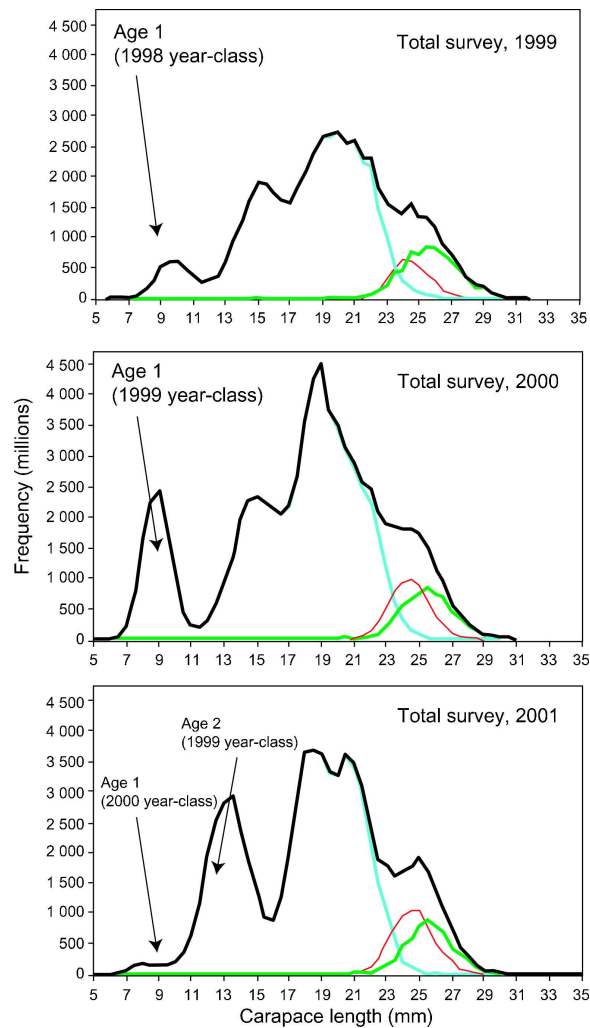 Age 1
(1998 year-class)
Total survey, 1999
4 500
4 000
3 500
3 000
2 500
2 000
1 500
1 000
500
0
5 7 9 11 13 15 17 19 21 23 25 27 29 31 33 35
Age 1
(1999 year-class)
Total survey, 2000
Frequency (millions)
4 500
4 000
3 500
3 000
2 500
2 000
1 500
1 000
500
0
5 7 9 11 13 15 17 19 21 23 25 27 29 31 33 35
Total survey, 2001
Age 2
(1999 year-class)
Age 1
(2000 year-class)
4 500
4 000
3 500
3 000
2 500
2 000
1 500
1 000
500
0
5 7 9 11 13 15 17 19 21 23 25 27 29 31 33 35
Carapace length (mm)